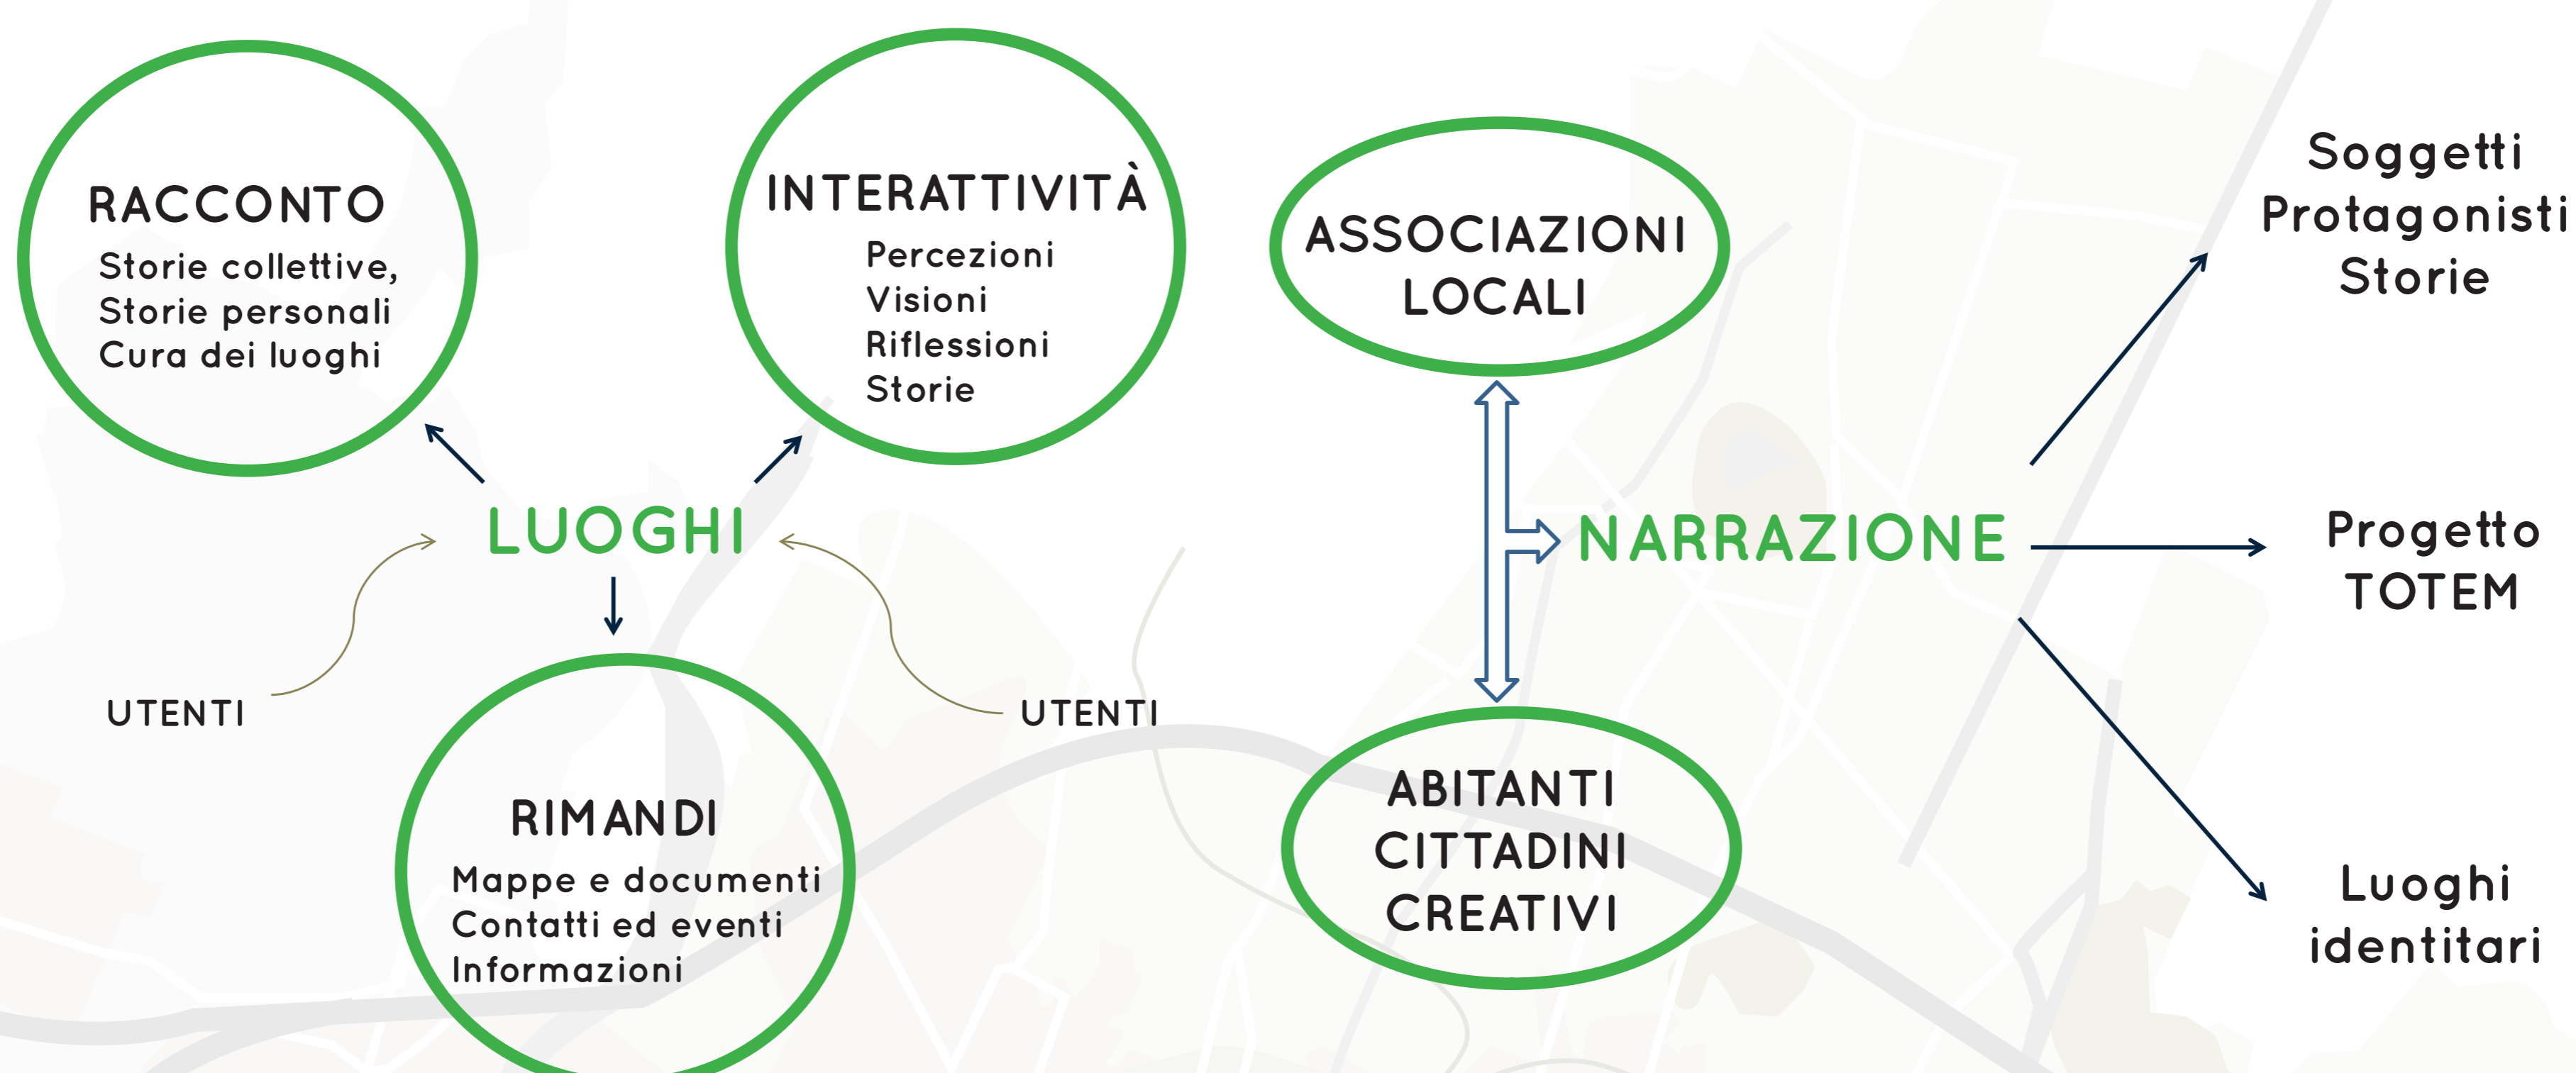 RACCONTO
Storie collettive,
Storie personali
Cura dei luoghi
INTERATTIVITÀ
Percezioni
Visioni
Riflessioni
Storie
LUOGHI
UTENTI
UTENTI
RIMANDI
Mappe e documenti
Contatti ed eventi
Informazioni
ASSOCIAZIONI
LOCALI
NARRAZIONE
ABITANTI
CITTADINI
CREATIVI
Soggetti
Protagonisti
Storie
Progetto
TOTEM
Luoghi
identitari